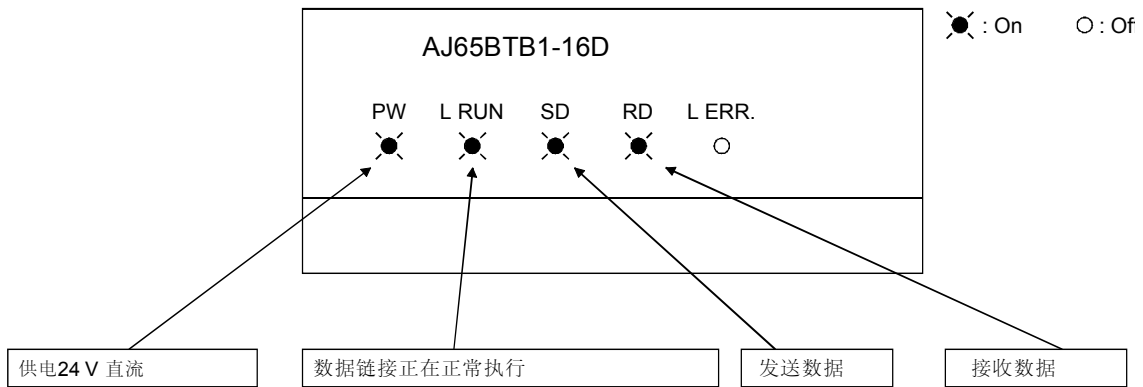 : On : Off
AJ65BTB1-16D
PW L RUN SD RD L ERR.
供电24 V 直流
数据链接正在正常执行
发送数据
接收数据